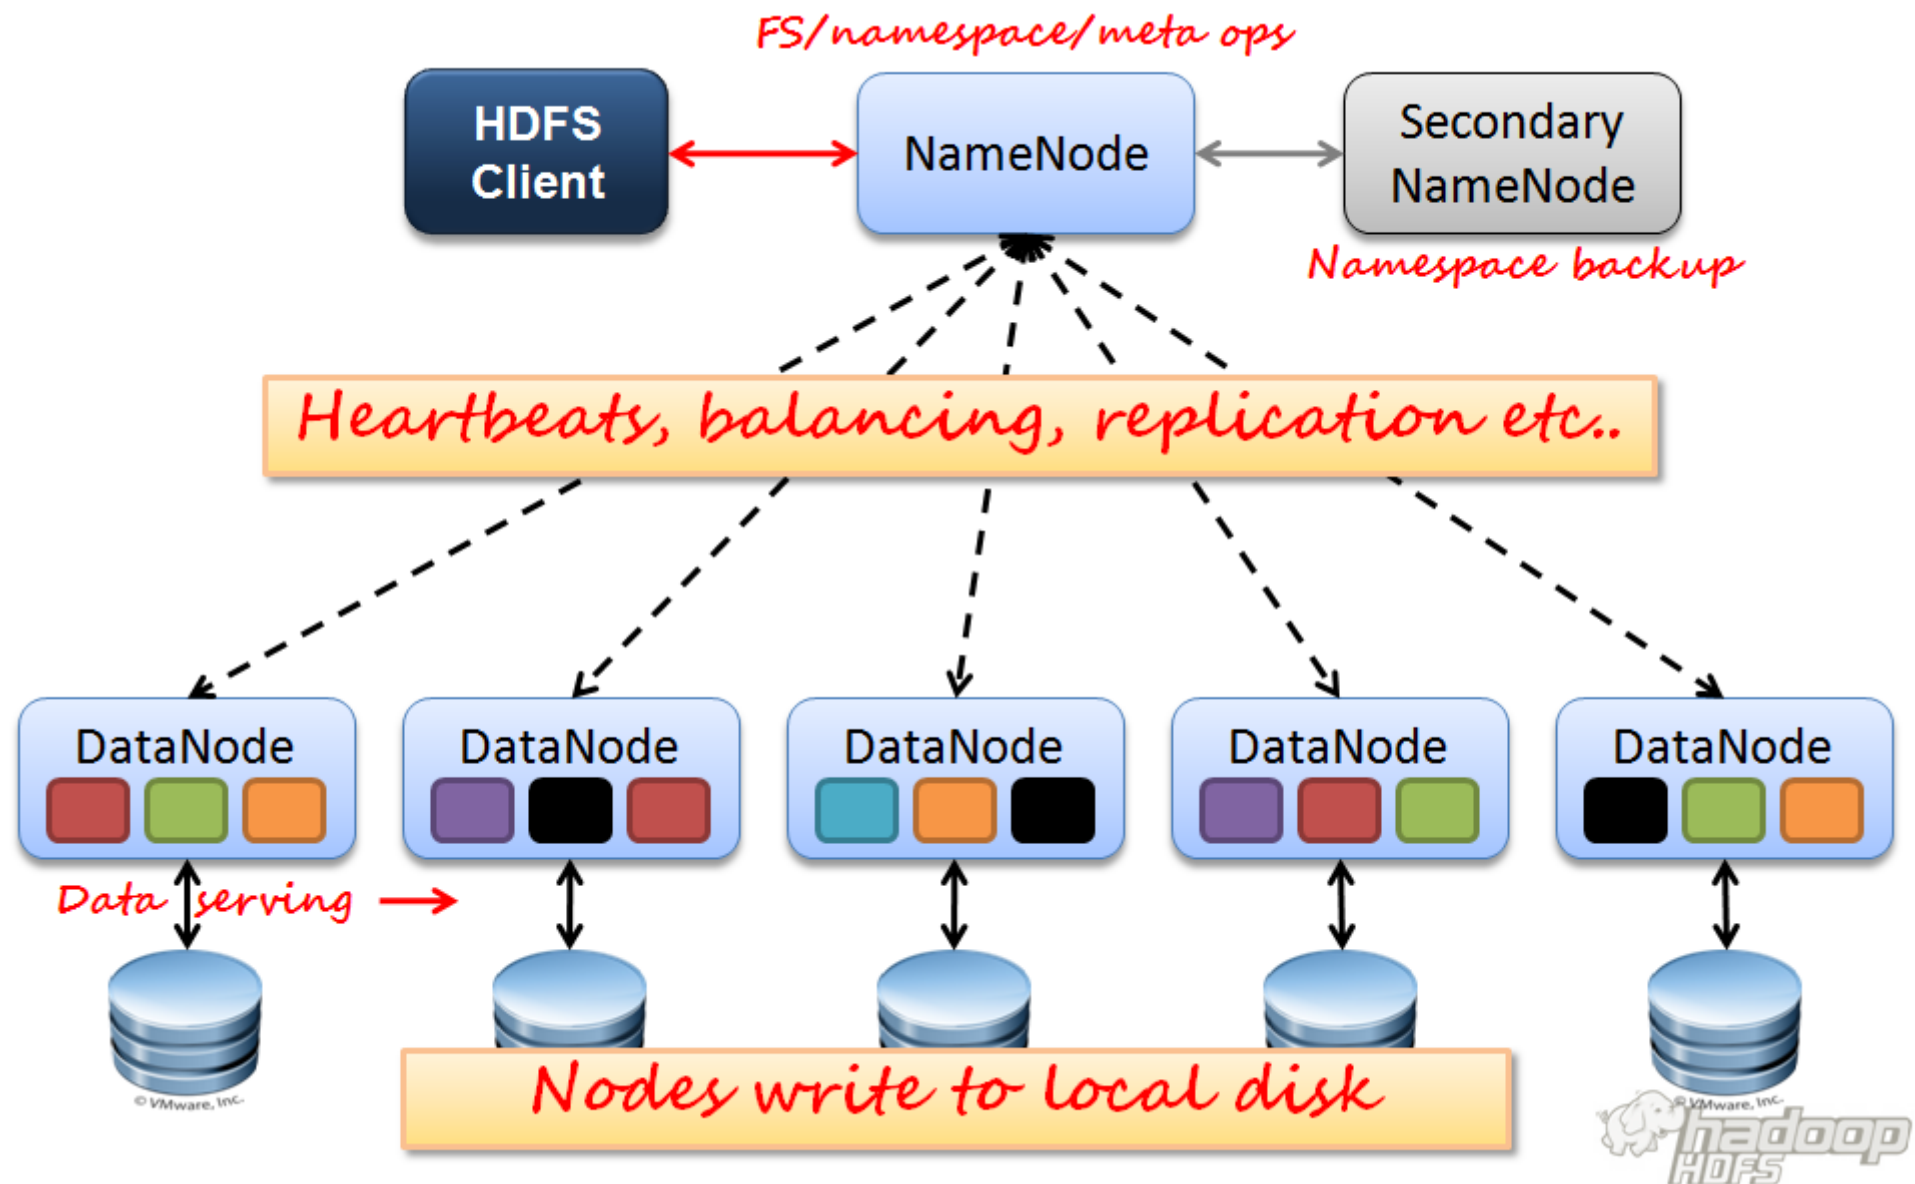 FS/namespace/meta ops
HDFS
Client
NameNode
Secondary
NameNode
Namespace backup
Heartbeats, balancing, replication etc..
DataNode
DataNode
DataNode
DataNode
DataNode
Data serving
Nodes write to local disk
© VMware, Inc.
© VMware, Inc.
hadoop
HDFS